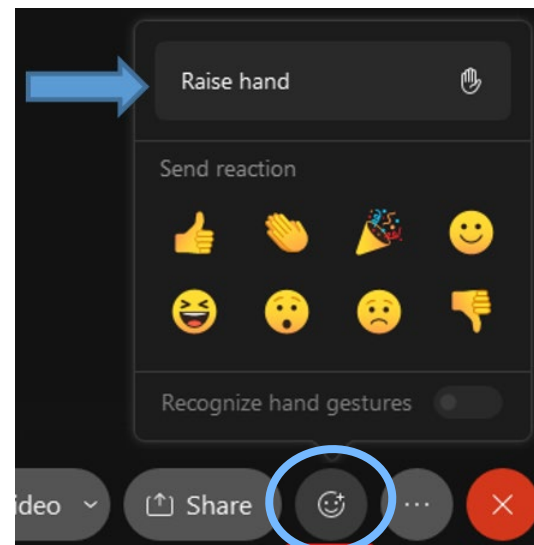 Raise hand
Send reaction
Recognize hand gestures
ideo
Share